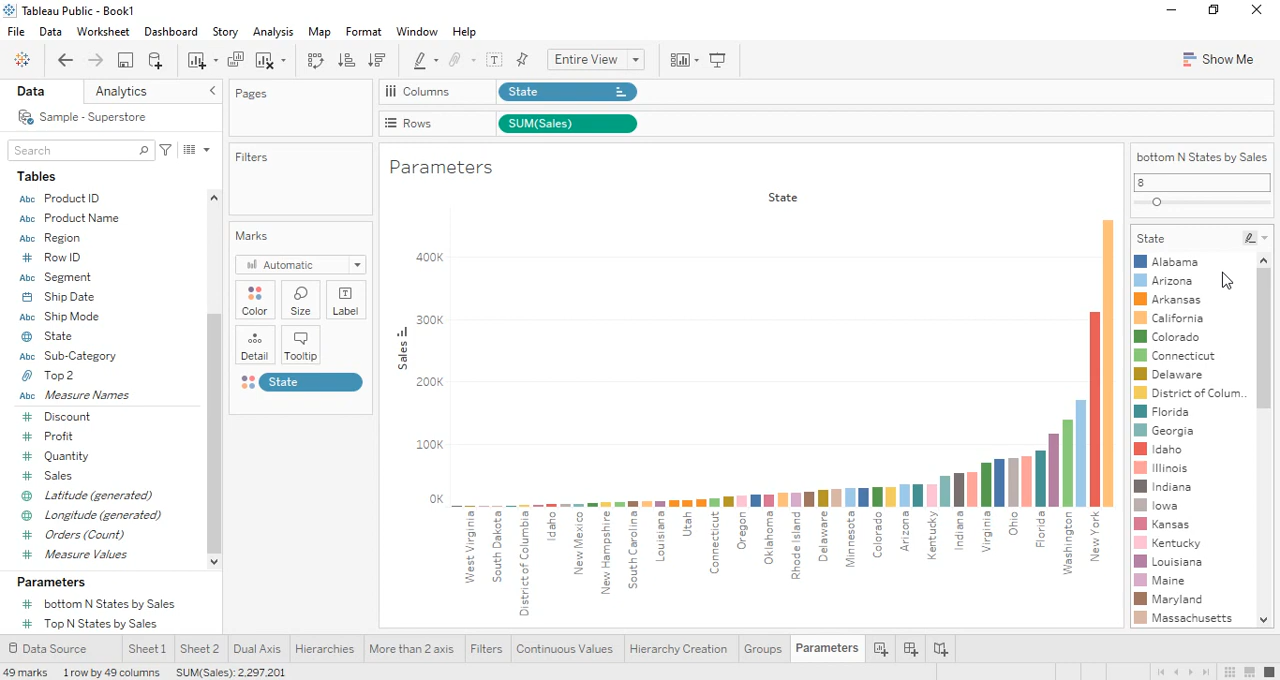 Tableau Public - Book1
File Data Worksheet Dashboard Story Analysis Map Format Window Help
Entire View
Show Me
Data Analytics
Sample - Superstore
Search
Tables
Abc Product ID
Abc Product Name
Abc Region
# Row ID
Abc Segment
Ship Date
Abc Ship Mode
State
Abc Sub-Category
Top 2
Abc Measure Names
# Discount
# Profit
# Quantity
# Sales
Latitude (generated)
Longitude (generated)
# Orders (Count)
# Measure Values
Parameters
# bottom N States by Sales
# Top N States by Sales
Pages
Filters
Marks
Automatic
Color Size Label
Detail Tooltip
State
Columns State
Rows SUM(Sales)
Parameters
State
400K
300K
200K
100K
0K
Sales
West Virginia
South Dakota
District of Columbia
Idaho
New Mexico
New Hampshire
South Carolina
Louisiana
Utah
Connecticut
Oregon
Oklahoma
Rhode Island
Delaware
Minnesota
Colorado
Arizona
Kentucky
Indiana
Virginia
Ohio
Florida
Washington
New York
bottom N States by Sales
8
State
Alabama
Arizona
Arkansas
California
Colorado
Connecticut
Delaware
District of Colum..
Florida
Georgia
Idaho
Illinois
Indiana
Iowa
Kansas
Kentucky
Louisiana
Maine
Maryland
Massachusetts
Data Source Sheet 1 Sheet 2 Dual Axis Hierarchies More than 2 axis Filters Continuous Values Hierarchy Creation Groups Parameters
49 marks 1 row by 49 columns SUM(Sales): 2,297,201